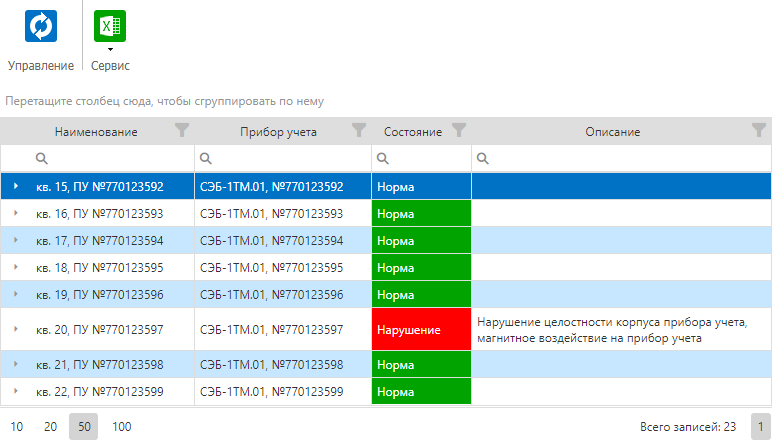 Управление Сервис
Перетащите столбец сюда, чтобы сгруппировать по нему
Наименование Прибор учета Состояние Описание
кв. 15, ПУ №770123592 СЭБ-1ТМ.01, №770123592 Норма
кв. 16, ПУ №770123593 СЭБ-1ТМ.01, №770123593 Норма
кв. 17, ПУ №770123594 СЭБ-1ТМ.01, №770123594 Норма
кв. 18, ПУ №770123595 СЭБ-1ТМ.01, №770123595 Норма
кв. 19, ПУ №770123596 СЭБ-1ТМ.01, №770123596 Норма
кв. 20, ПУ №770123597 СЭБ-1ТМ.01, №770123597 Нарушение Нарушение целостности корпуса прибора учета,
магнитное воздействие на прибор учета
кв. 21, ПУ №770123598 СЭБ-1ТМ.01, №770123598 Норма
кв. 22, ПУ №770123599 СЭБ-1ТМ.01, №770123599 Норма
10 20 50 100 Всего записей: 23 1